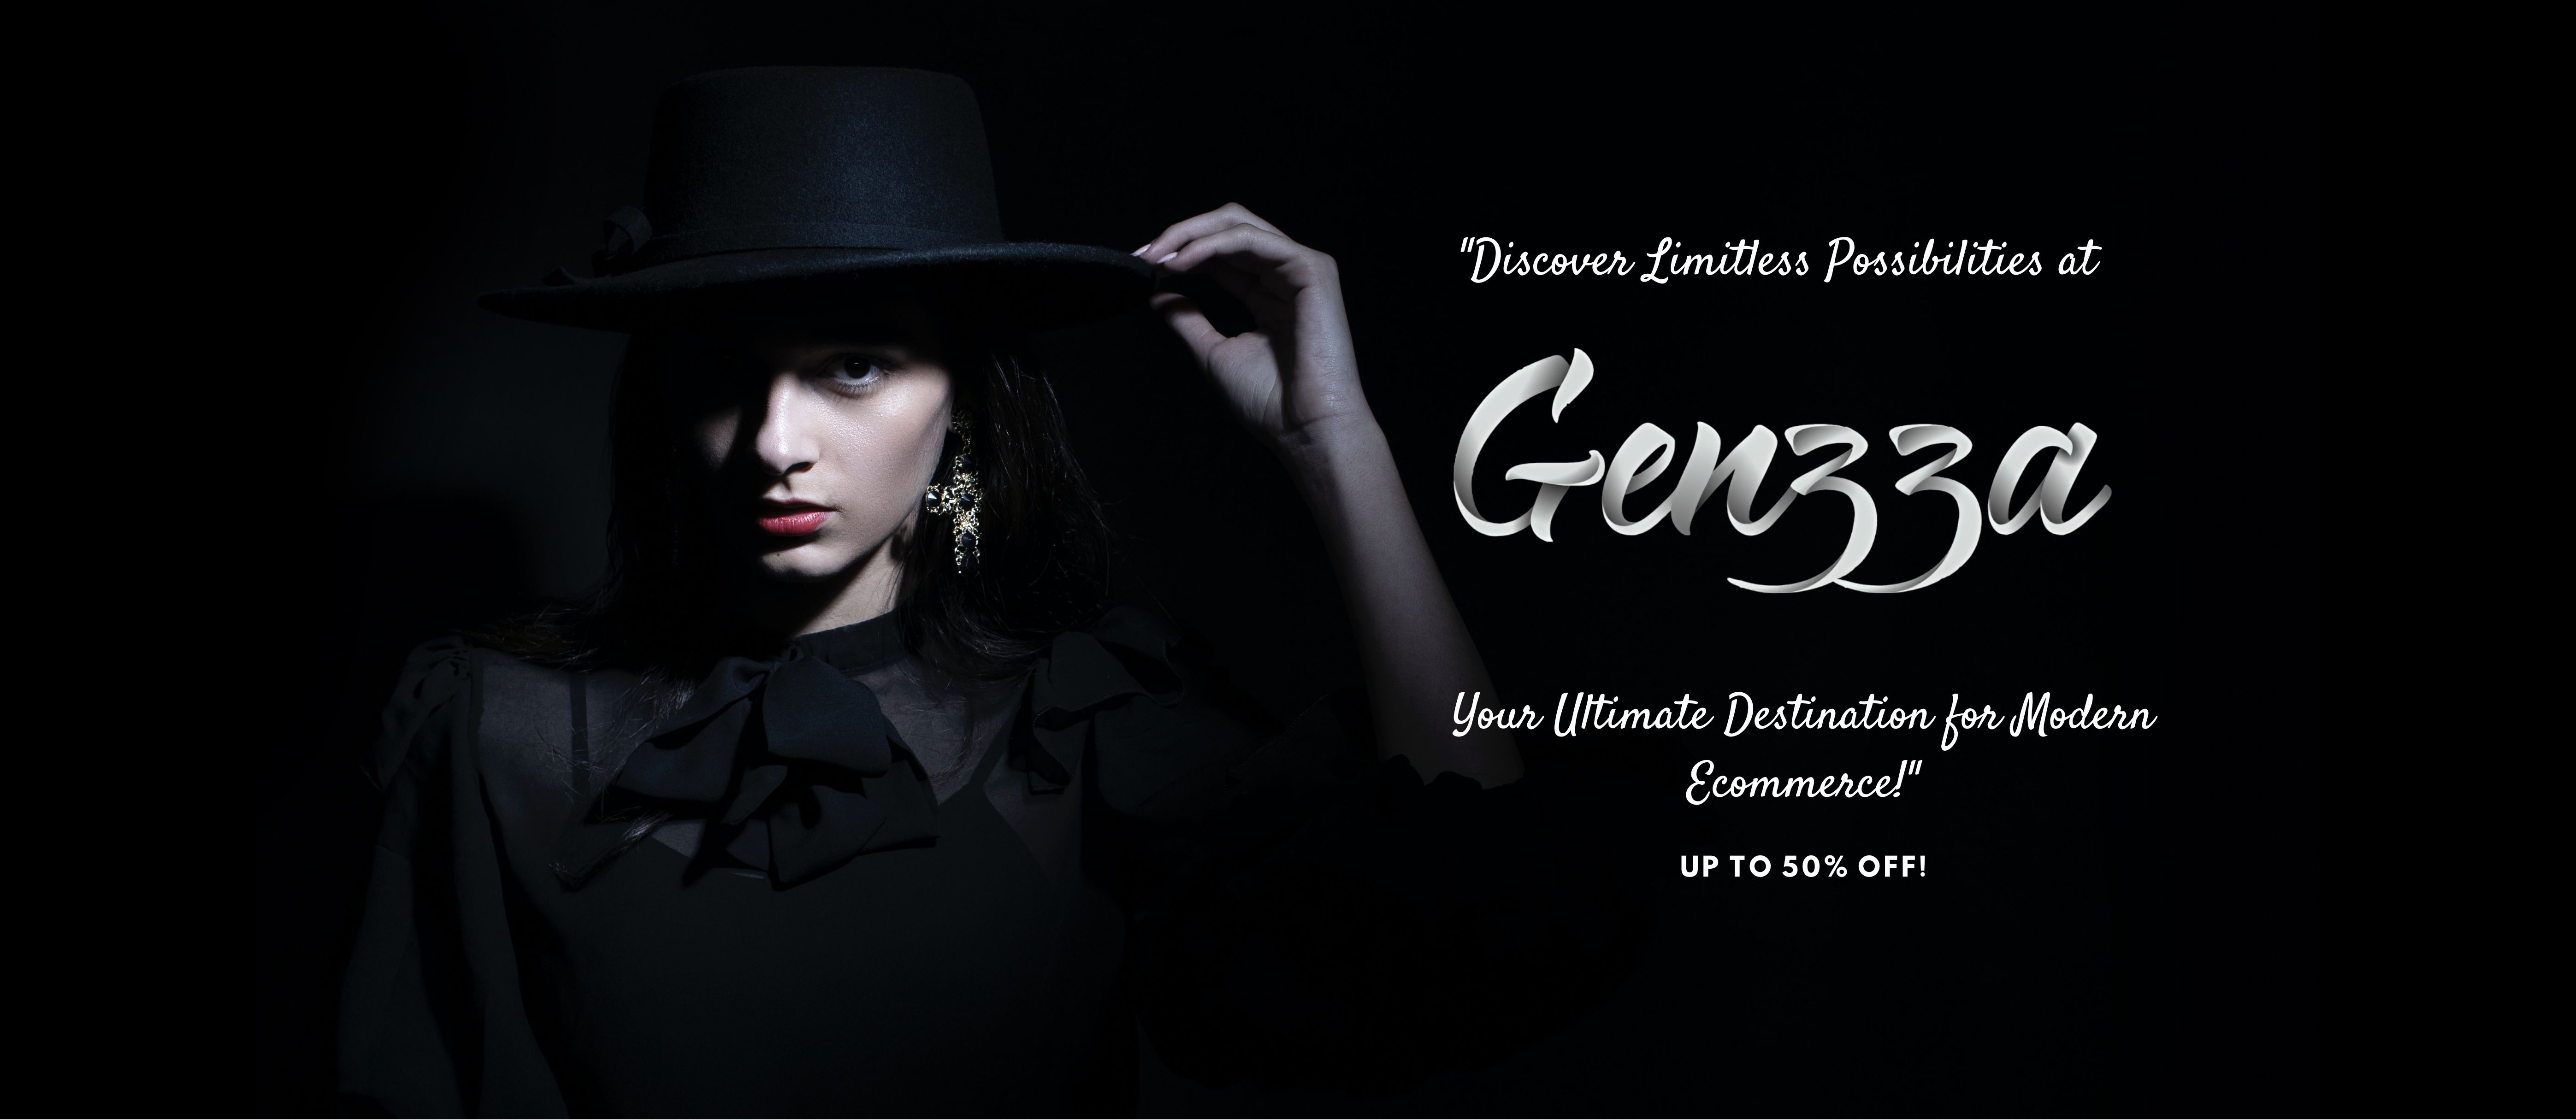 "Discover Limitless Possibilities at
Genzza
Your Ultimate Destination for Modern
Ecommerce!"
UP TO 50% OFF!